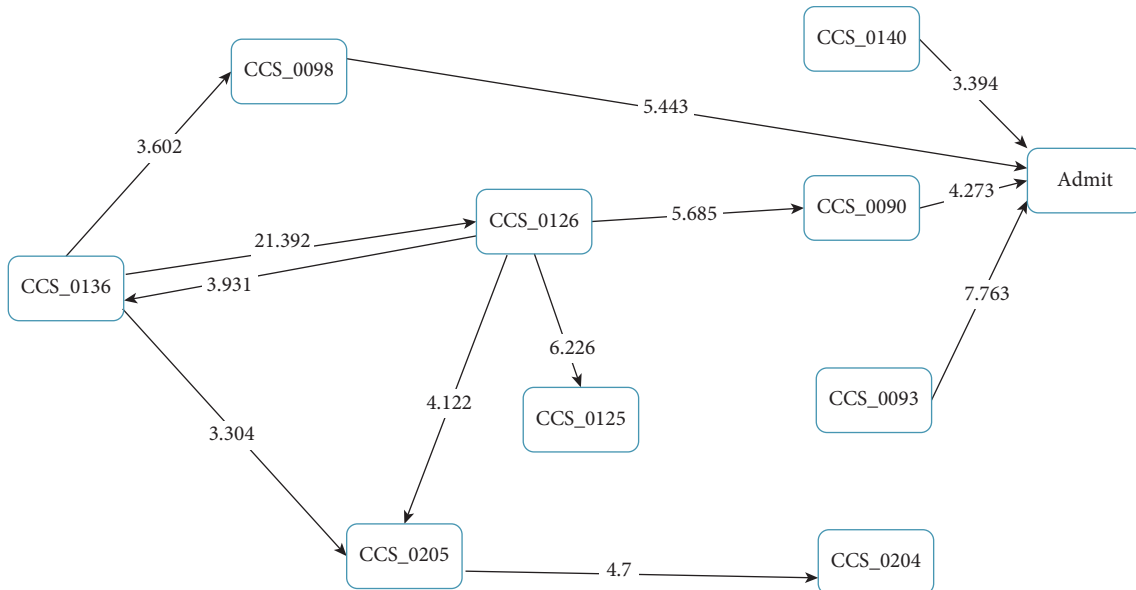 CCS_0140
CCS_0098
3.394
5.443
3.602
Admit
CCS_0126
5.685
CCS_0090
4.273
21.392
CCS_0136
3.931
7.763
6.226
CCS_0093
4.122
CCS_0125
3.304
CCS_0205
4.7
CCS_0204